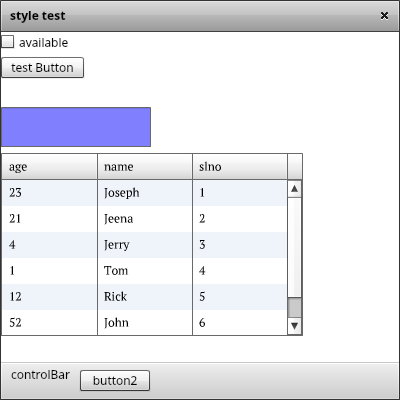 style test
available
test Button
age name slno
23 Joseph 1
21 Jeena 2
4 Jerry 3
1 Tom 4
12 Rick 5
52 John 6
controlBar button2